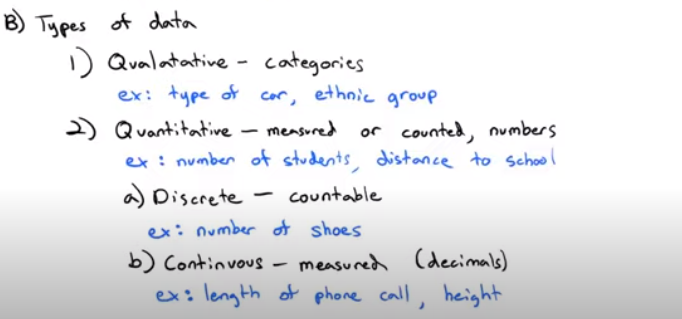 B) Types of data
1) Qualatative - categories
ex: type of car, ethnic group
2) Quantitative - measured or counted, numbers
ex: number of students, distance to school
a) Discrete - countable
ex: number of shoes
b) Continuous - measured (decimals)
ex: length of phone call, height